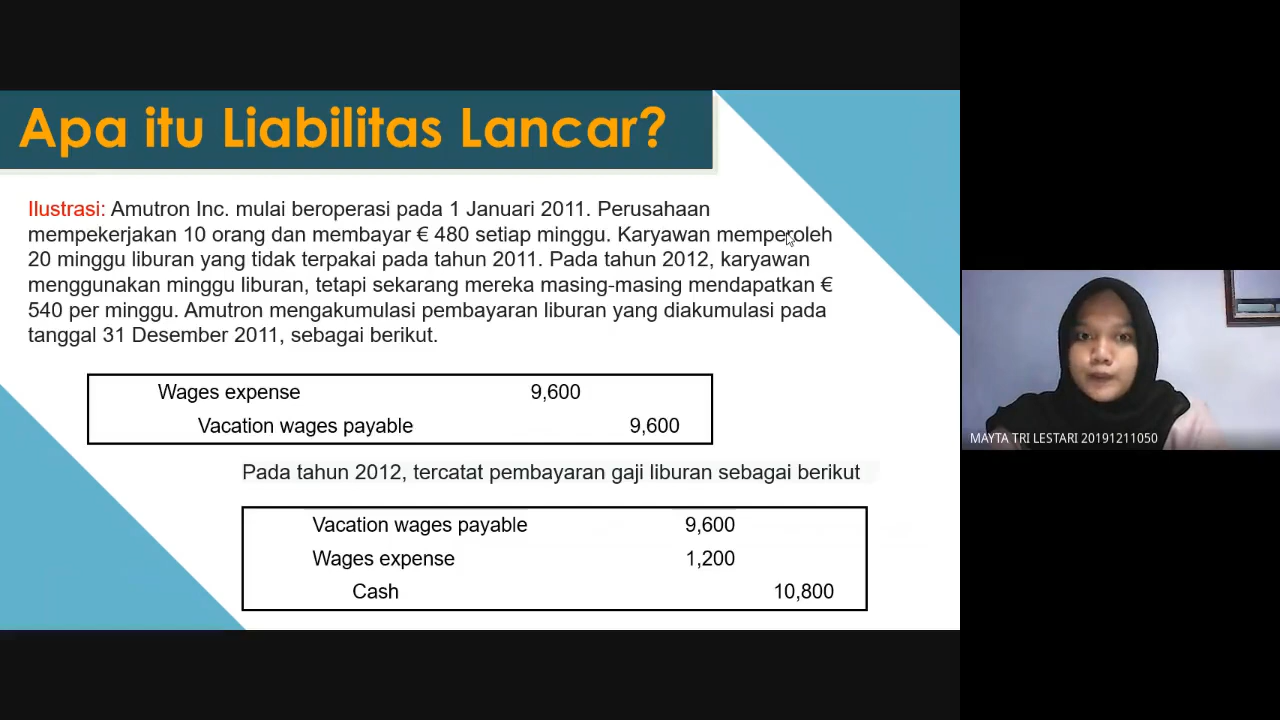 Apa itu Liabilitas Lancar?
Ilustrasi: Amutron Inc. mulai beroperasi pada 1 Januari 2011. Perusahaan
mempekerjakan 10 orang dan membayar € 480 setiap minggu. Karyawan memperoleh
20 minggu liburan yang tidak terpakai pada tahun 2011. Pada tahun 2012, karyawan
menggunakan minggu liburan, tetapi sekarang mereka masing-masing mendapatkan €
540 per minggu. Amutron mengakumulasi pembayaran liburan yang diakumulasi pada
tanggal 31 Desember 2011, sebagai berikut.
Wages expense 9,600
Vacation wages payable 9,600
Pada tahun 2012, tercatat pembayaran gaji liburan sebagai berikut
Vacation wages payable 9,600
Wages expense 1,200
Cash 10,800
MAYTA TRI LESTARI 20191211050